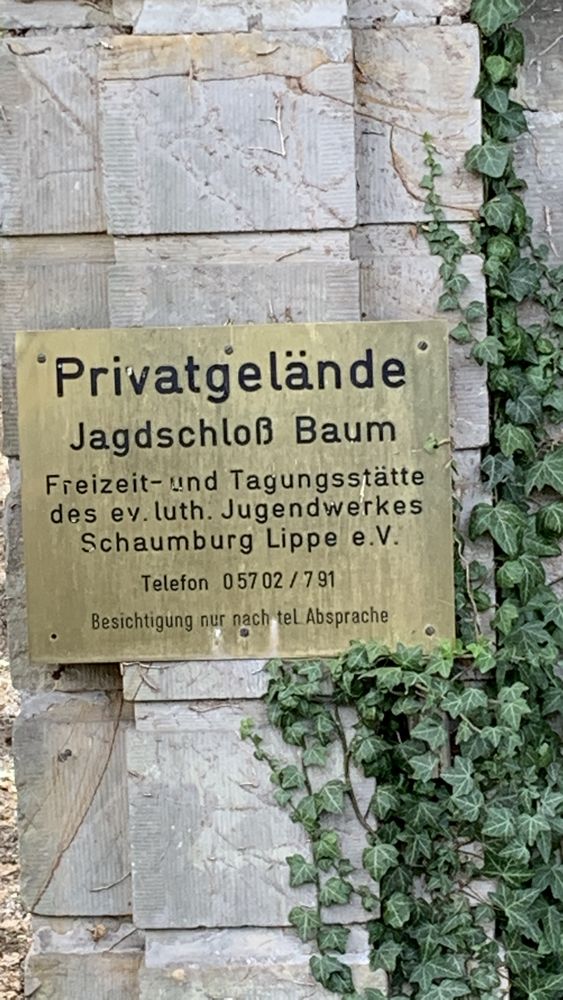 Privatgelände
Jagdschloß Baum
Freizeit- und Tagungsstätte
des ev. luth. Jugendwerkes
Schaumburg Lippe e.V.
Telefon 05702/791
Besichtigung nur nach tel. Absprache